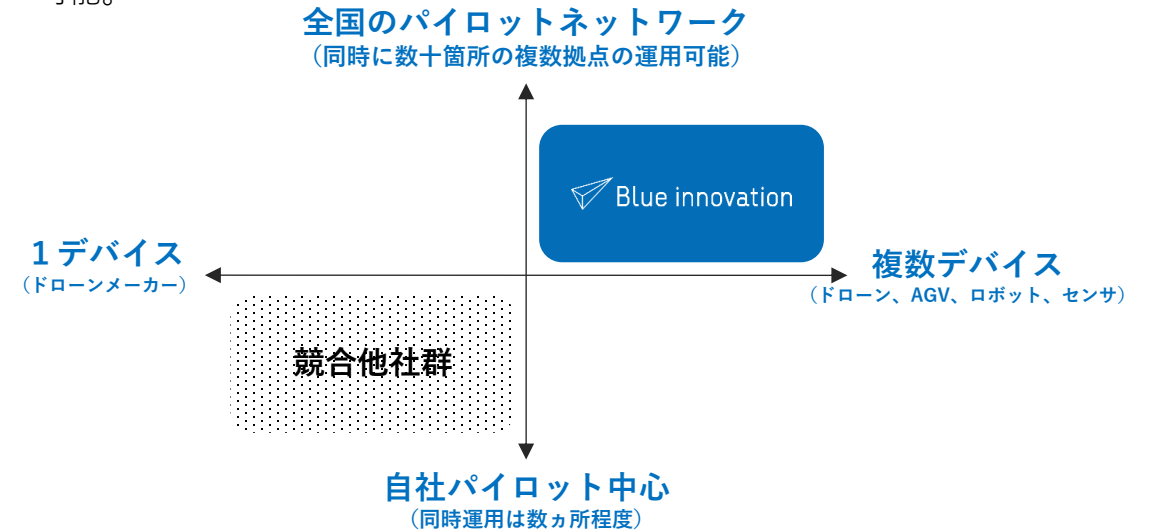 可能。
全国のパイロットネットワーク
（同時に数十箇所の複数拠点の運用可能）
Blue innovation
１デバイス
（ドローンメーカー）
複数デバイス
（ドローン、AGV、ロボット、センサ）
競合他社群
自社パイロット中心
（同時運用は数ヵ所程度）